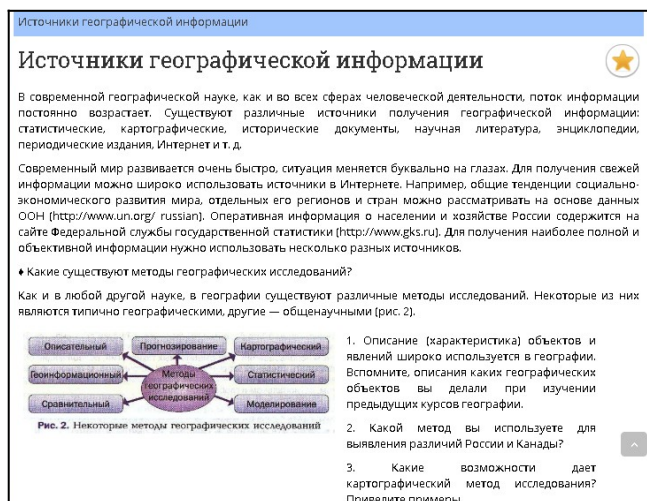 Источники географической информации
Источники географической информации
В современной географической науке, как и во всех сферах человеческой деятельности, поток информации
постоянно возрастает. Существуют различные источники получения географической информации:
статистические, картографические, исторические документы, научная литература, энциклопедии,
периодические издания, Интернет и т. д.
Современный мир развивается очень быстро, ситуация меняется буквально на глазах. Для получения свежей
информации можно широко использовать источники в Интернете. Например, общие тенденции социально-
экономического развития мира, отдельных его регионов и стран можно рассматривать на основе данных
ООН (http://www.un.org/ russian). Оперативная информация о населении и хозяйстве России содержится на
сайте Федеральной службы государственной статистики (http://www.gks.ru). Для получения наиболее полной и
объективной информации нужно использовать несколько разных источников.
♦ Какие существуют методы географических исследований?
Как и в любой другой науке, в географии существуют различные методы исследований. Некоторые из них
являются типично географическими, другие — общенаучными (рис. 2).
Описательный
Прогнозирование
Картографический
Геоинформационный
Методы
географических
исследований
Статистический
Сравнительный
Моделирование
Рис. 2. Некоторые методы географических исследований
1. Описание (характеристика) объектов и
явлений широко используется в географии.
Вспомните, описания каких географических
объектов вы делали при изучении
предыдущих курсов географии.
2. Какой метод вы используете для
выявления различий России и Канады?
3. Какие возможности дает
картографический метод исследования?
Приведите примеры